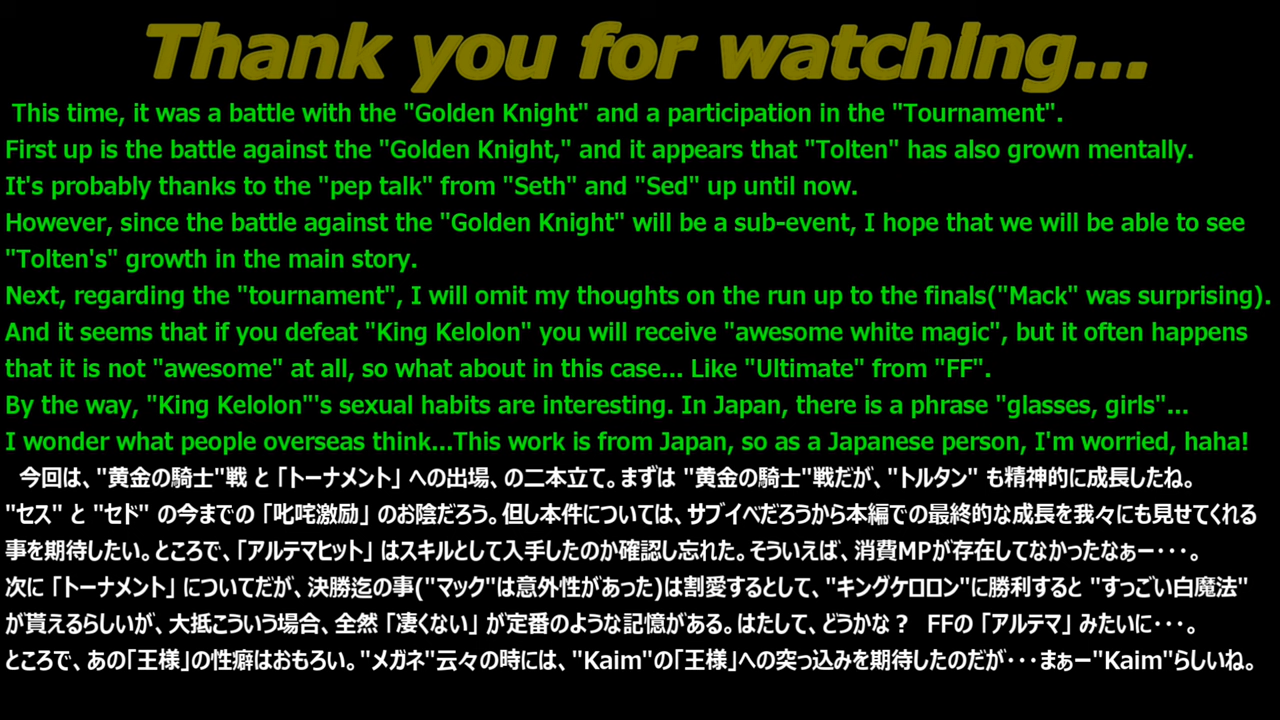 Thank you for watching...
This time, it was a battle with the "Golden Knight" and a participation in the "Tournament".
First up is the battle against the "Golden Knight," and it appears that "Tolten" has also grown mentally.
It's probably thanks to the "pep talk" from "Seth" and "Sed" up until now.
However, since the battle against the "Golden Knight" will be a sub-event, I hope that we will be able to see
"Tolten's" growth in the main story.
Next, regarding the "tournament", I will omit my thoughts on the run up to the finals("Mack" was surprising).
And it seems that if you defeat "King Kelolon" you will receive "awesome white magic", but it often happens
that it is not "awesome" at all, so what about in this case... Like "Ultimate" from "FF".
By the way, "King Kelolon"'s sexual habits are interesting. In Japan, there is a phrase "glasses, girls"...
I wonder what people overseas think...This work is from Japan, so as a Japanese person, I'm worried, haha!
今回は、"黄金の騎士"戦 と「トーナメント」への出場、の二本立て。まずは "黄金の騎士"戦だが、"トルタン" も精神的に成長したね。
"セス" と "セド" の今までの「叱咤激励」のお陰だろう。但し本件については、サブイベだろうから本編での最終的な成長を我々にも見せてくれる
事を期待したい。ところで、「アルテマヒット」はスキルとして入手したのか確認し忘れた。そういえば、消費MPが存在してなかったなぁー・・・。
次に「トーナメント」についてだが、決勝迄の事("マック"は意外性があった)は割愛するとして、"キングケロロン"に勝利すると "すっごい白魔法"
が貰えるらしいが、大抵こういう場合、全然「凄くない」が定番のような記憶がある。はたして、どうかな？ FFの「アルテマ」みたいに・・・。
ところで、あの「王様」の性癖はおもろい。"メガネ"云々の時には、"Kaim"の「王様」への突っ込みを期待したのだが・・・まぁー"Kaim"らしいね。